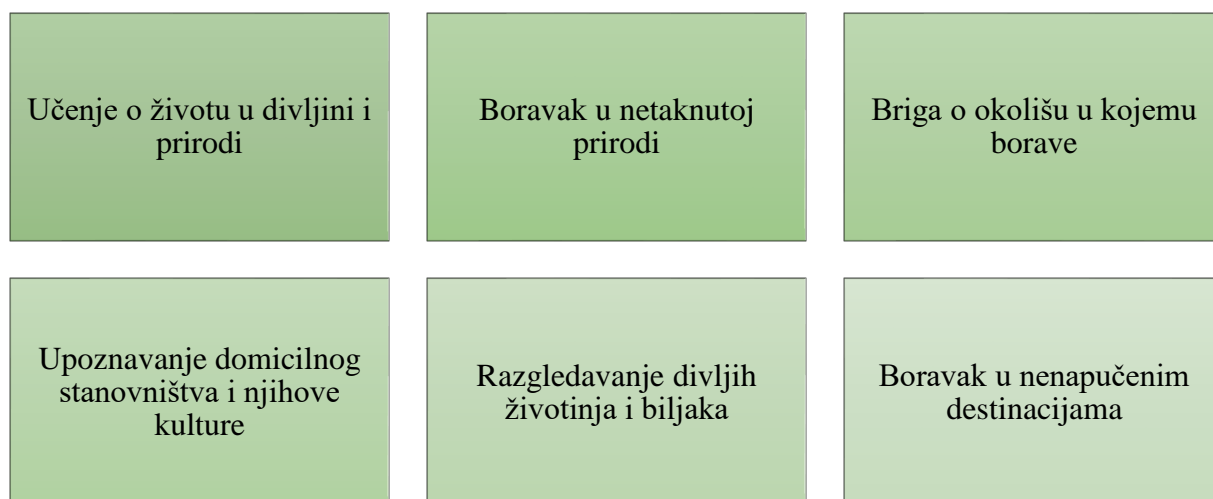 Učenje o životu u divljini i
prirodi
Boravak u netaknutoj
prirodi
Briga o okolišu u kojemu
borave
Upoznavanje domicilnog
stanovništva i njihove
kulture
Razgledavanje divljih
životinja i biljaka
Boravak u nenapučenim
destinacijama